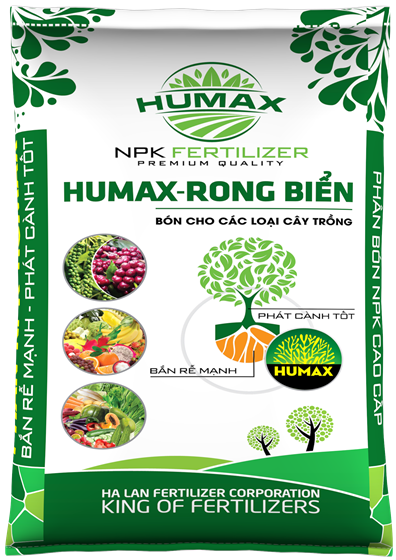 HUMAX
NPK FERTILIZER
PREMIUM QUALITY
HUMAX-RONG BIỂN
BÓN CHO CÁC LOẠI CÂY TRỒNG
PHÁT CÀNH TỐT
BẮN RỄ MẠNH
HUMAX
BẮN RỄ MẠNH - PHÁT CÀNH TỐT
PHÂN BÓN NPK CAO CẤP
HA LAN FERTILIZER CORPORATION
KING OF FERTILIZERS